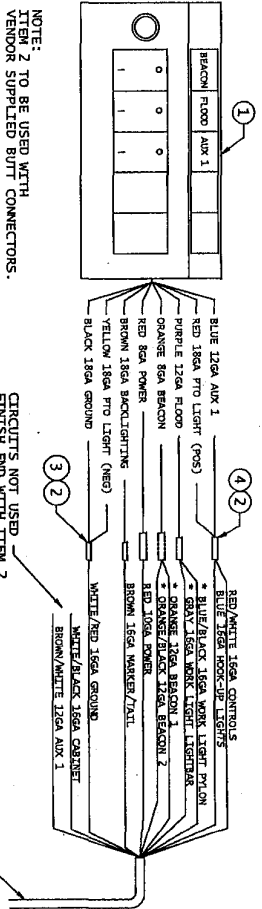 1
BEACON
FLOOD
AUX 1
BLUE 12GA AUX 1
RED 18GA PTO LIGHT (POS)
PURPLE 12GA FLOOD
ORANGE 8GA BEACON
RED 8GA POWER
BROWN 18GA BACKLIGHTING
YELLOW 18GA PTO LIGHT (NEG)
BLACK 18GA GROUND
4 2
3 2
RED/WHITE 16GA CONTROLS
BLUE 16GA HOOK-UP LIGHTS
* BLUE/BLACK 16GA WORK LIGHT PYLON
* GRAY 16GA WORK LIGHT LIGHTBAR
* ORANGE 12GA BEACON 1
* ORANGE/BLACK 12GA BEACON 2
RED 10GA POWER
BROWN 16GA MARKER/TAIL
WHITE/RED 16GA GROUND
WHITE/BLACK 16GA CABINET
BROWN/WHITE 12GA AUX 1
NOTE:
ITEM 2 TO BE USED WITH
VENDOR SUPPLIED BUTT CONNECTORS.
CIRCUITS NOT USED
FINISH END WITH ITEM 2